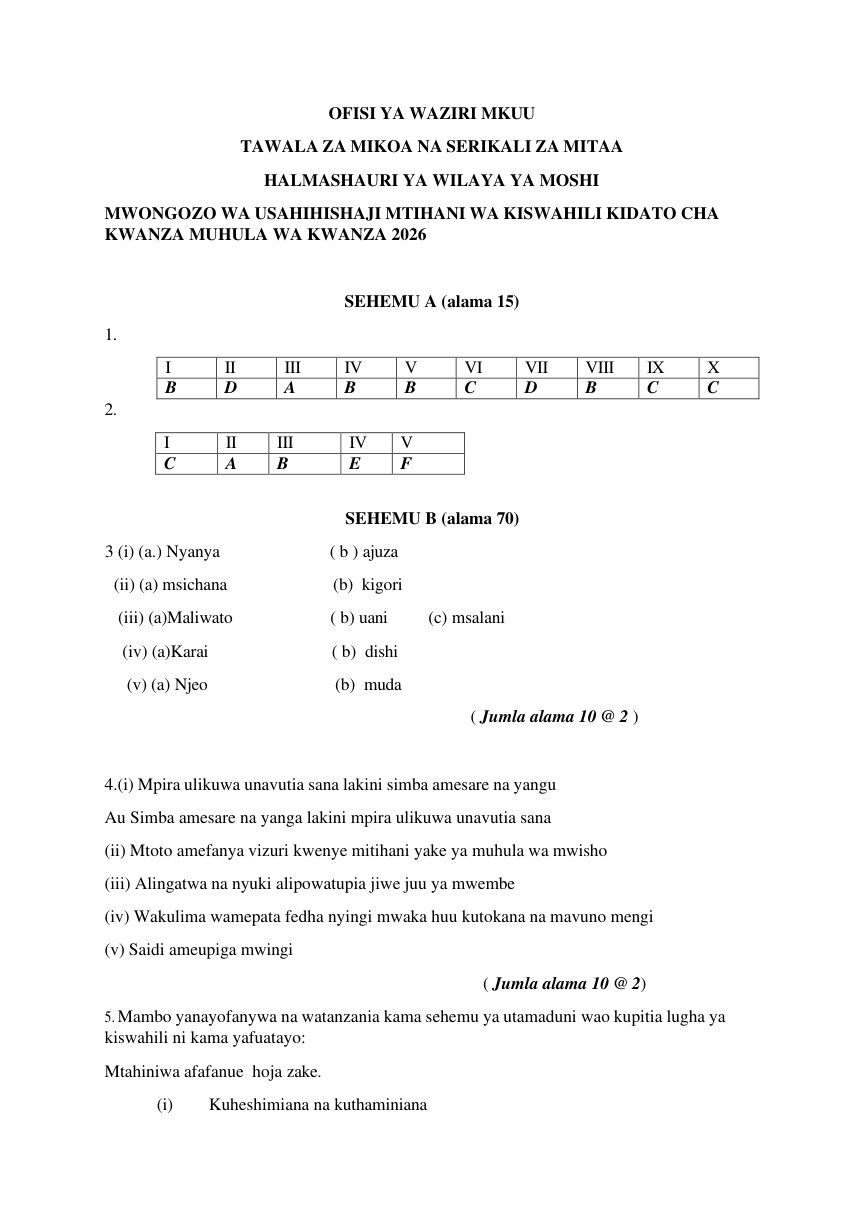 OFISI YA WAZIRI MKUU
TAWALA ZA MIKOA NA SERIKALI ZA MITAA
HALMASHAURI YA WILAYA YA MOSHI
MWONGOZO WA USAHIHISHAJI MTIHANI WA KISWAHILI KIDATO CHA
KWANZA MUHULA WA KWANZA 2026
SEHEMU A (alama 15)
1.
I II III IV V VI VII VIII IX X
B D A B B C D B C C
2.
I II III IV V
C A B E F
SEHEMU B (alama 70)
3 (i) (a.) Nyanya ( b ) ajuza
(ii) (a) msichana (b) kigori
(iii) (a)Maliwato ( b) uani (c) msalani
(iv) (a)Karai ( b) dishi
(v) (a) Njeo (b) muda
( Jumla alama 10 @ 2 )
4.(i) Mpira ulikuwa unavutia sana lakini simba amesare na yangu
Au Simba amesare na yanga lakini mpira ulikuwa unavutia sana
(ii) Mtoto amefanya vizuri kwenye mitihani yake ya muhula wa mwisho
(iii) Alingatwa na nyuki alipowatupia jiwe juu ya mwembe
(iv) Wakulima wamepata fedha nyingi mwaka huu kutokana na mavuno mengi
(v) Saidi ameupiga mwingi
( Jumla alama 10 @ 2)
5. Mambo yanayofanywa na watanzania kama sehemu ya utamaduni wao kupitia lugha ya
kiswahili ni kama yafuatayo:
Mtahiniwa afafanue hoja zake.
(i) Kuheshimiana na kuthaminiana